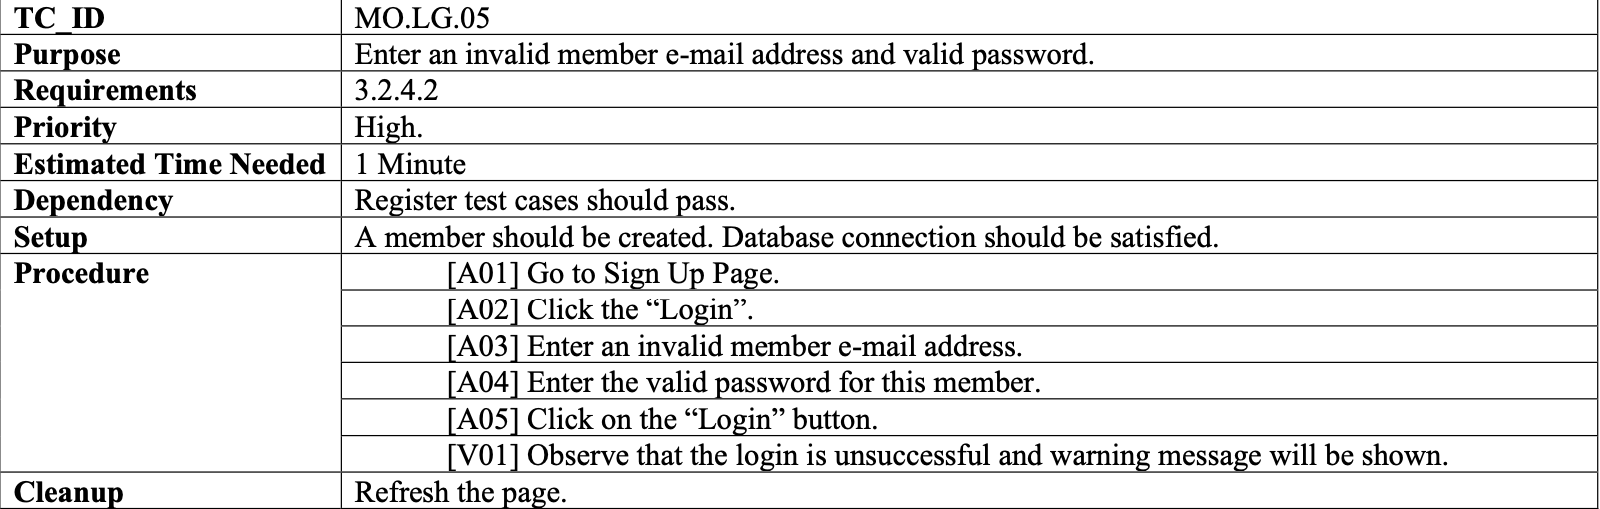 TC_ID MO.LG.05
Purpose Enter an invalid member e-mail address and valid password.
Requirements 3.2.4.2
Priority High.
Estimated Time Needed 1 Minute
Dependency Register test cases should pass.
Setup A member should be created. Database connection should be satisfied.
Procedure [A01] Go to Sign Up Page.
[A02] Click the “Login”.
[A03] Enter an invalid member e-mail address.
[A04] Enter the valid password for this member.
[A05] Click on the “Login” button.
[V01] Observe that the login is unsuccessful and warning message will be shown.
Cleanup Refresh the page.